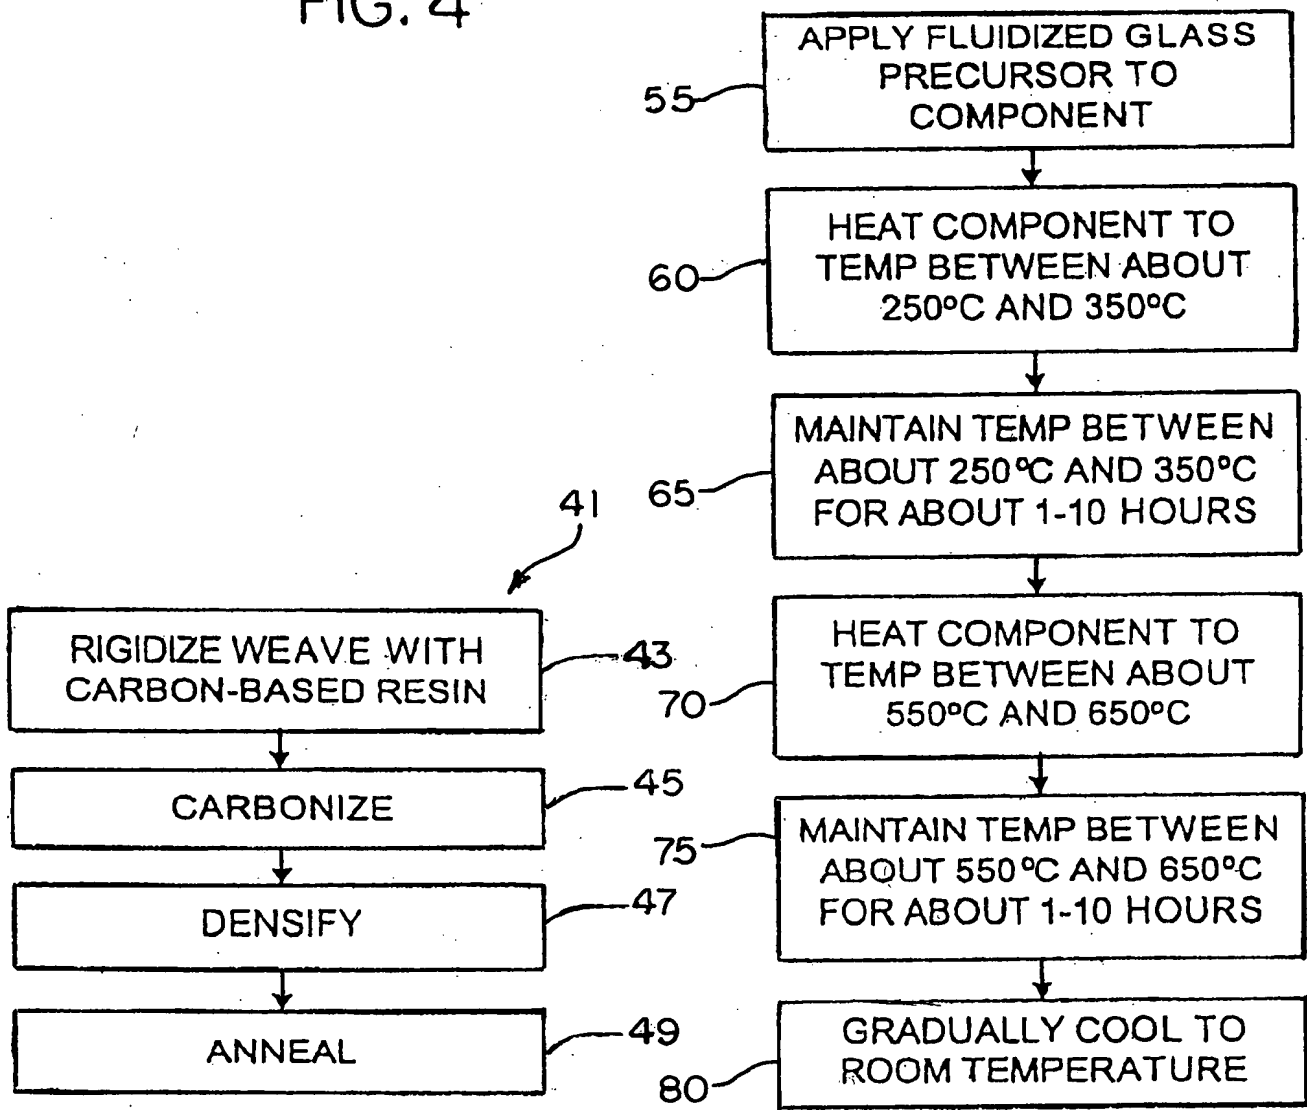 FIG. 4
41
RIGIDIZE WEAVE WITH
CARBON-BASED RESIN
43
CARBONIZE
45
DENSIFY
47
ANNEAL
49
APPLY FLUIDIZED GLASS
PRECURSOR TO
COMPONENT
55
HEAT COMPONENT TO
TEMP BETWEEN ABOUT
250°C AND 350°C
60
MAINTAIN TEMP BETWEEN
ABOUT 250°C AND 350°C
FOR ABOUT 1-10 HOURS
65
HEAT COMPONENT TO
TEMP BETWEEN ABOUT
550°C AND 650°C
70
MAINTAIN TEMP BETWEEN
ABOUT 550°C AND 650°C
FOR ABOUT 1-10 HOURS
75
GRADUALLY COOL TO
ROOM TEMPERATURE
80